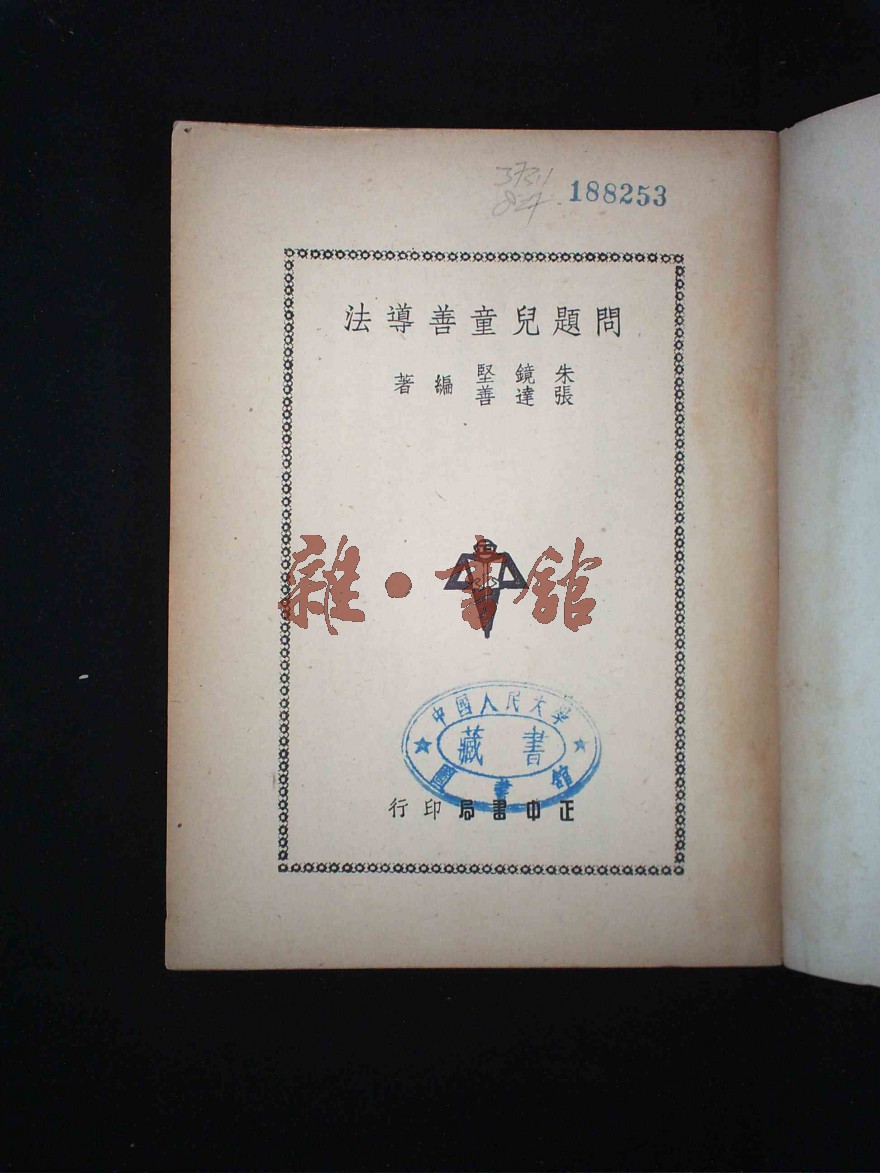 188253
問題兒童善導法
朱鏡堅
張達善
編著
雜·書館
中國人民大學
藏書
圖書館
正中書局印行